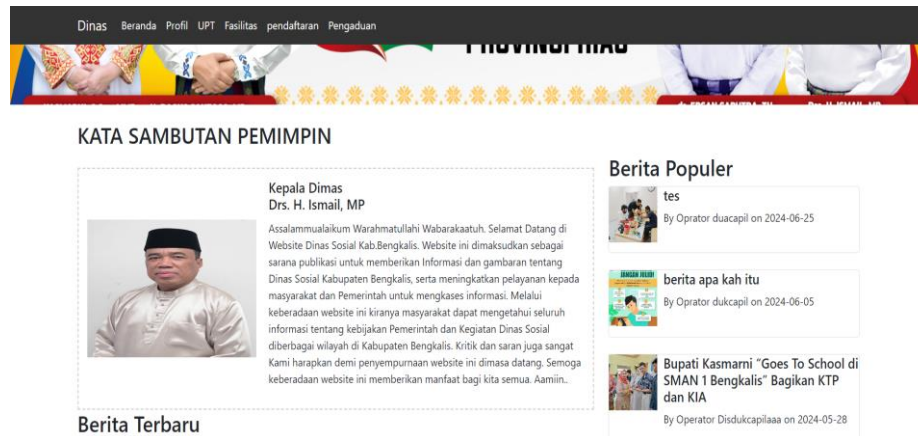 Dinas Beranda Profil UPT Fasilitas pendaftaran Pengaduan
KATA SAMBUTAN PEMIMPIN
Kepala Dimas
Drs. H. Ismail, MP
Assalammualaikum Warahmatullahi Wabarakaatuh. Selamat Datang di
Website Dinas Sosial Kab.Bengkalis. Website ini dimaksudkan sebagai
sarana publikasi untuk memberikan Informasi dan gambaran tentang
Dinas Sosial Kabupaten Bengkalis, serta meningkatkan pelayanan kepada
masyarakat dan Pemerintah untuk mengkases informasi. Melalui
keberadaan website ini kiranya masyarakat dapat mengetahui seluruh
informasi tentang kebijakan Pemerintah dan Kegiatan Dinas Sosial
diberbagai wilayah di Kabupaten Bengkalis. Kritik dan saran juga sangat
Kami harapkan demi penyempurnaan website ini dimasa datang. Semoga
keberadaan website ini memberikan manfaat bagi kita semua. Aamiin..
Berita Terbaru
Berita Populer
tes
By Oprator duacapil on 2024-06-25
JANGAN JULID!
berita apa kah itu
By Oprator dukcapil on 2024-06-05
Bupati Kasmarni “Goes To School di
SMAN 1 Bengkalis” Bagikan KTP
dan KIA
By Operator Disdukcapilaaa on 2024-05-28